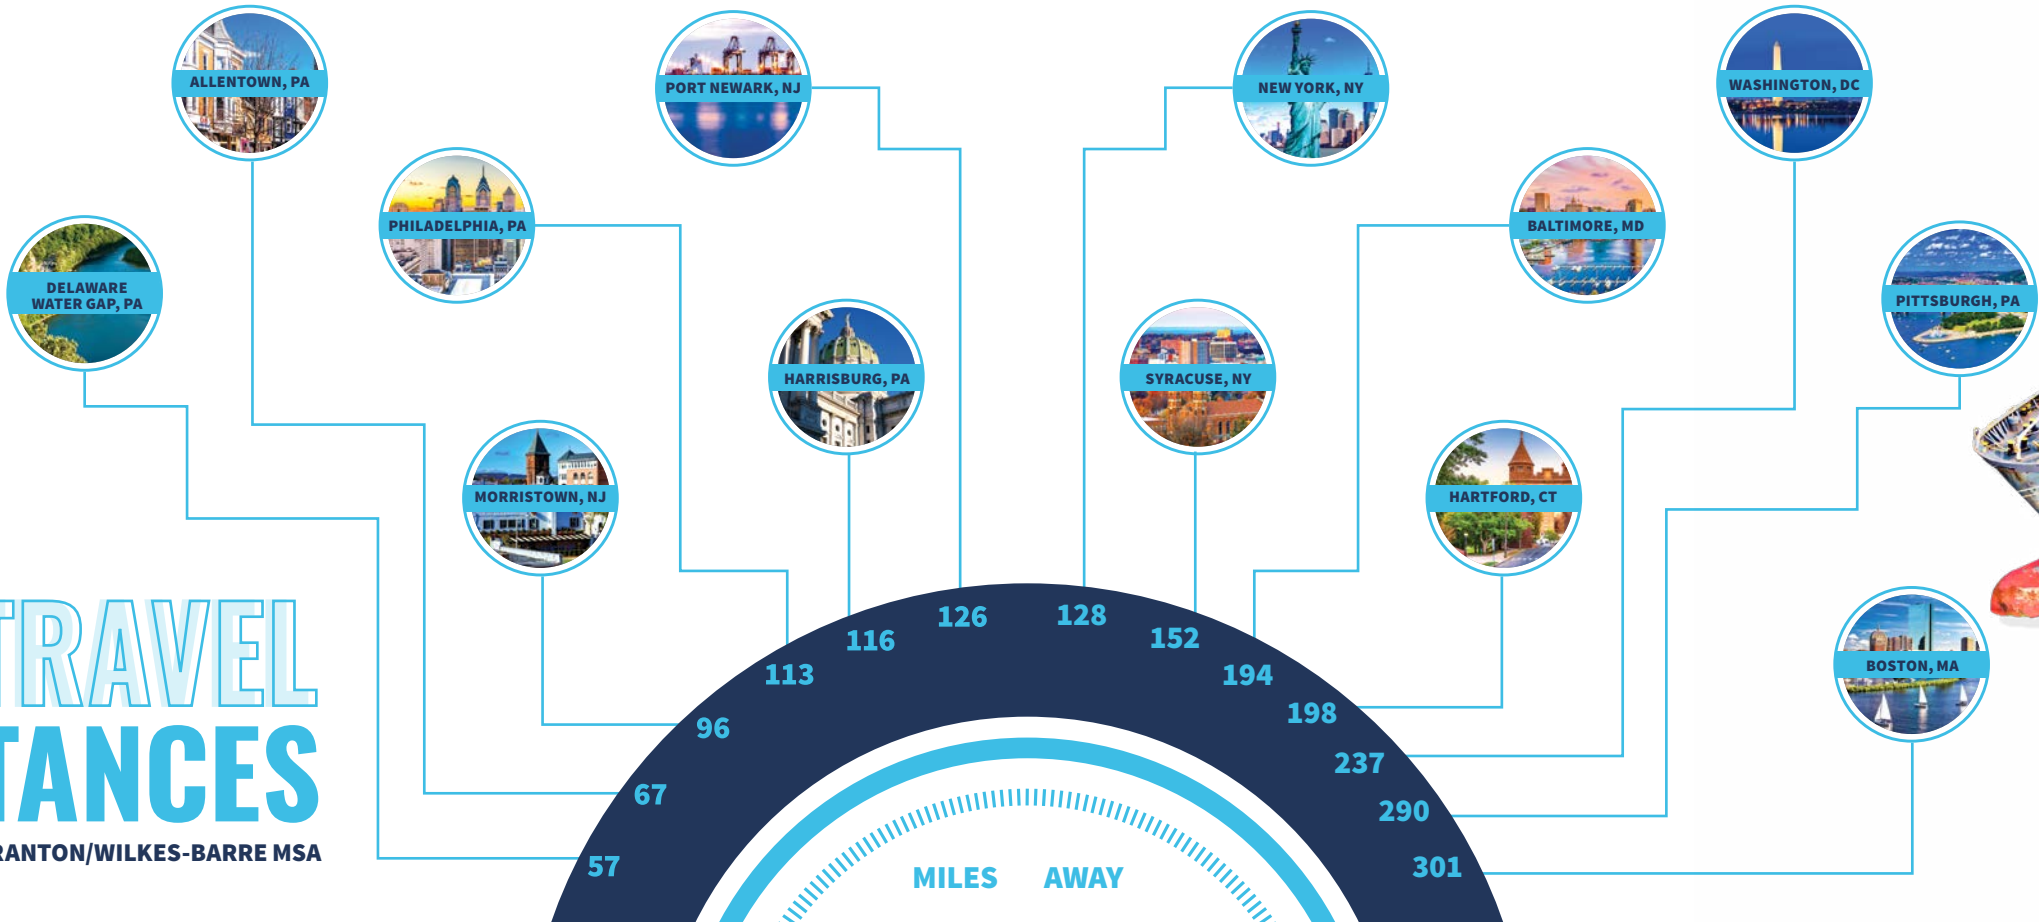 ALLENTOWN, PA
PORT NEWARK, NJ
NEW YORK, NY
WASHINGTON, DC
PHILADELPHIA, PA
BALTIMORE, MD
DELAWARE
WATER GAP, PA
PITTSBURGH, PA
HARRISBURG, PA
SYRACUSE, NY
MORRISTOWN, NJ
HARTFORD, CT
BOSTON, MA
TRAVEL
TANCES
RANTON/WILKES-BARRE MSA
57
67
96
113
116
126
128
152
194
198
237
290
301
MILES AWAY